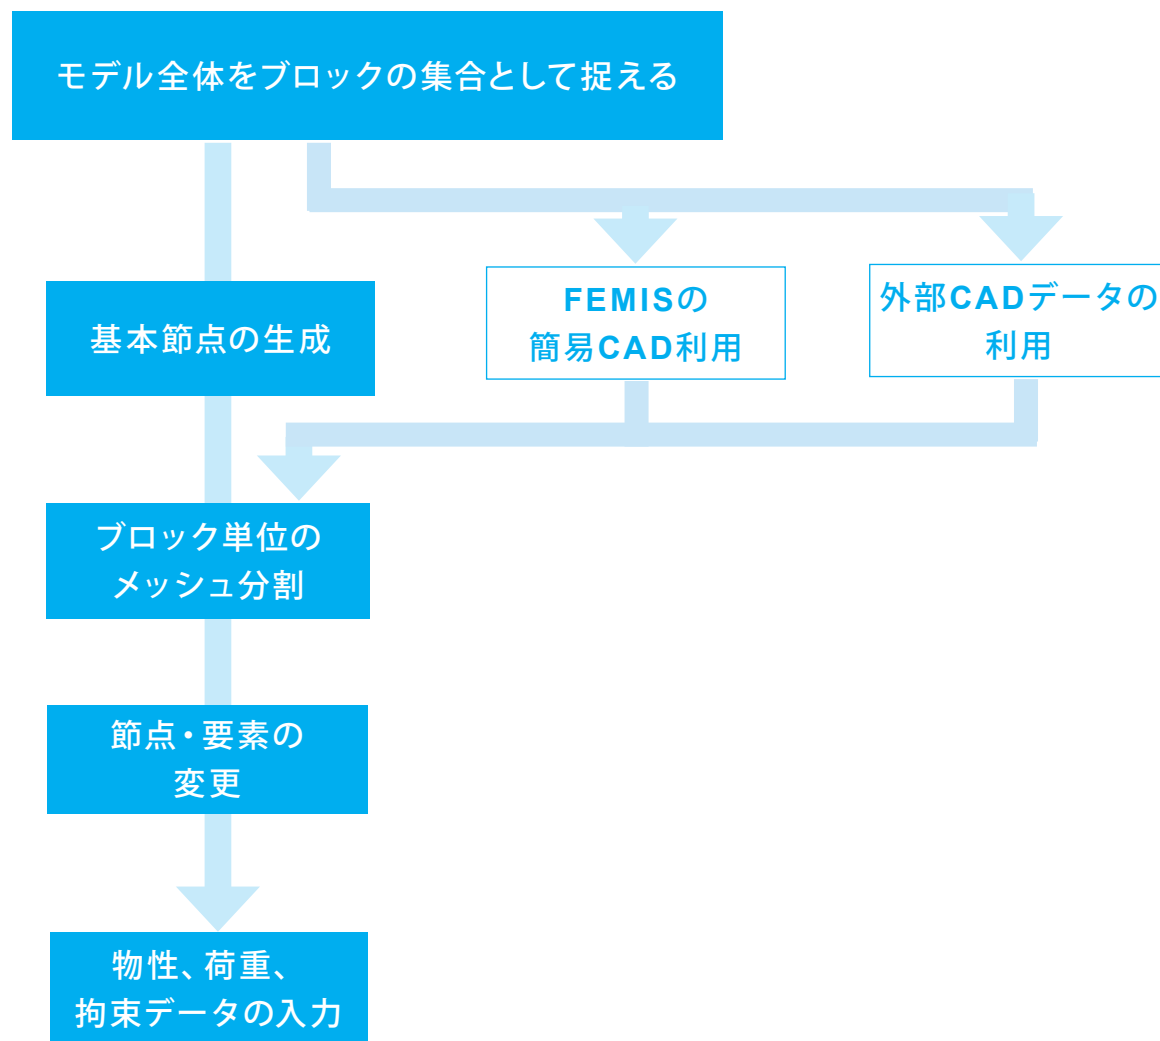 モデル全体をブロックの集合として捉える
基本節点の生成
FEMISの
簡易CAD利用
外部CADデータの
利用
ブロック単位の
メッシュ分割
節点・要素の
変更
物性、荷重、
拘束データの入力